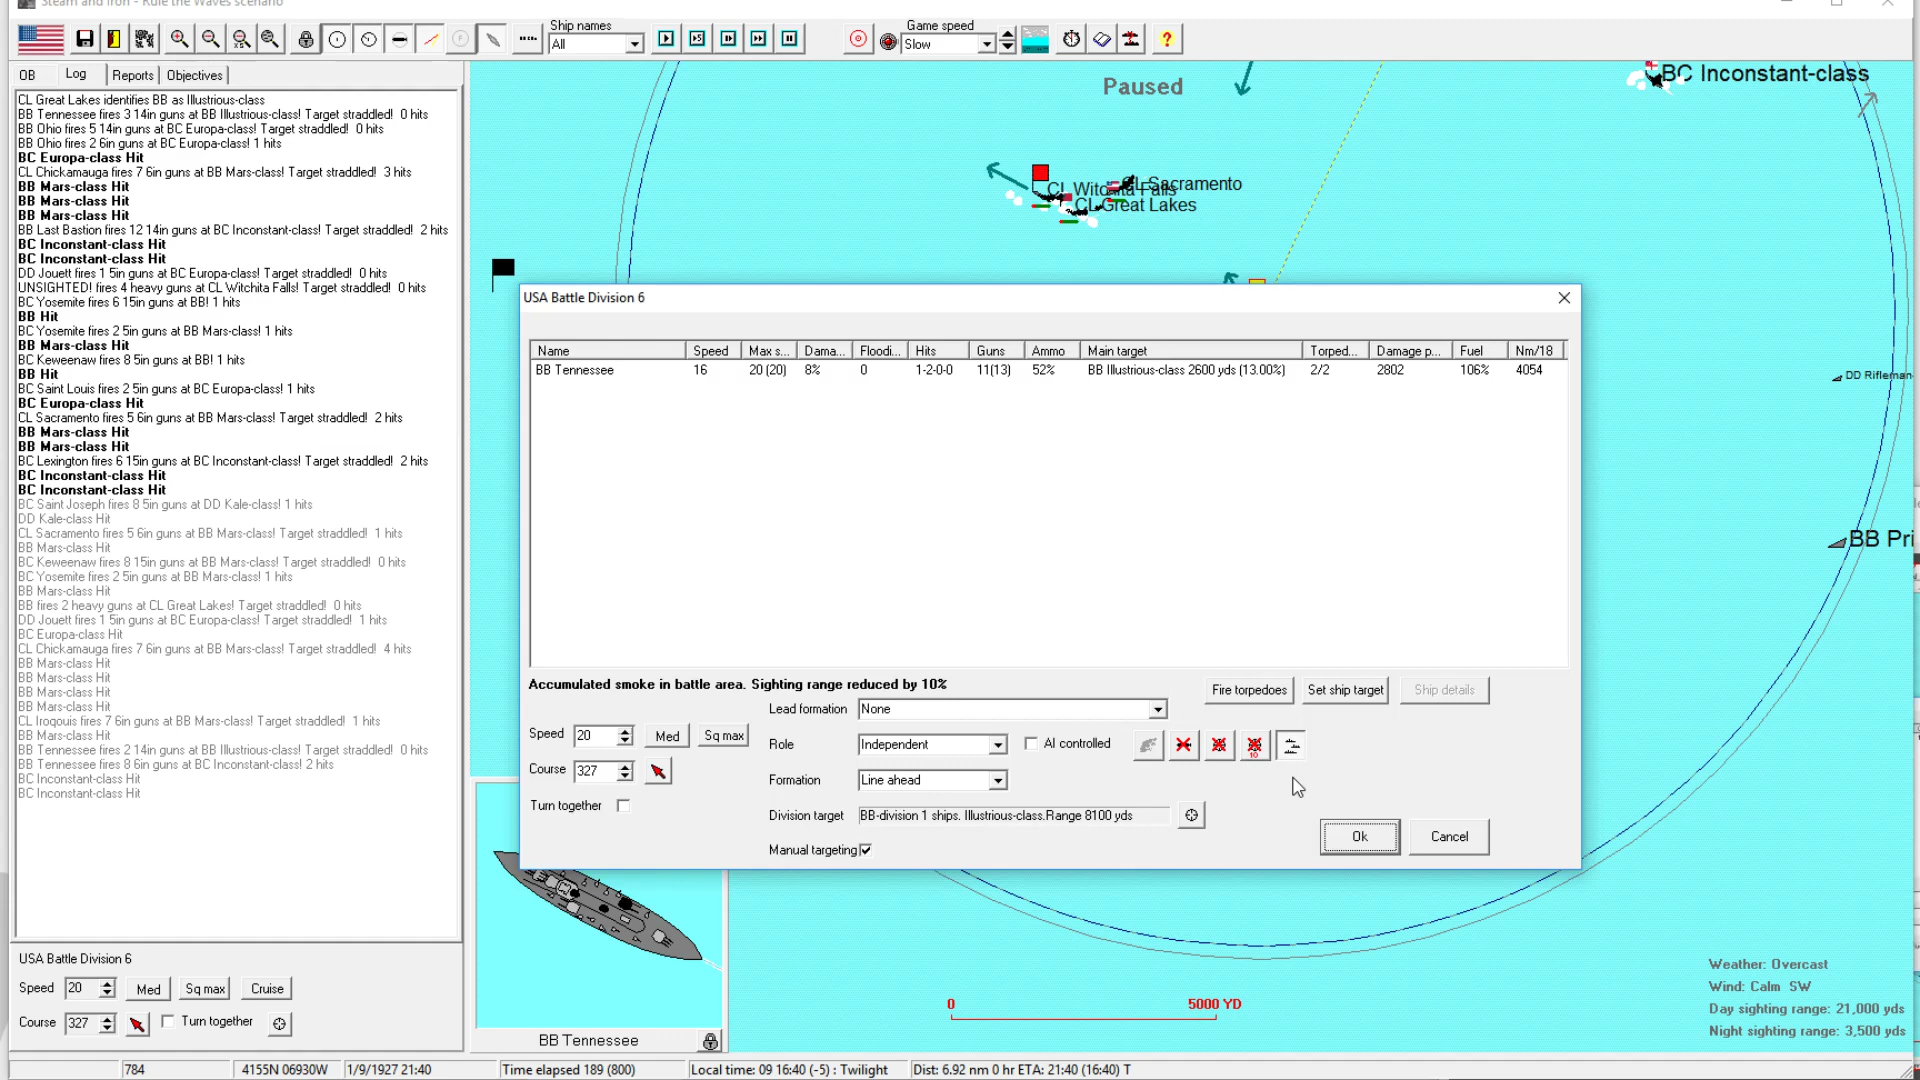 Steam and Iron - Rule the Waves scenario
Ship names
All
Game speed
Slow
OB
Log
Reports
Objectives
CL Great Lakes identifies BB as Illustrious-class
BB Tennessee fires 3 14in guns at BB Illustrious-class! Target straddled!  0 hits
BB Ohio fires 5 14in guns at BC Europa-class! Target straddled!  0 hits
BB Ohio fires 2 6in guns at BC Europa-class! 1 hits
BC Europa-class Hit
CL Chickamauga fires 7 6in guns at BB Mars-class! Target straddled!  3 hits
BB Mars-class Hit
BB Mars-class Hit
BB Mars-class Hit
BB Last Bastion fires 12 14in guns at BC Inconstant-class! Target straddled!  2 hits
BC Inconstant-class Hit
BC Inconstant-class Hit
DD Jouett fires 1 5in guns at BC Europa-class! Target straddled!  0 hits
UNSIGHTED! fires 4 heavy guns at CL Witchita Falls! Target straddled!  0 hits
BC Yosemite fires 6 15in guns at BB! 1 hits
BB Hit
BC Yosemite fires 2 5in guns at BB Mars-class! 1 hits
BB Mars-class Hit
BC Keweenaw fires 8 5in guns at BB! 1 hits
BB Hit
BC Saint Louis fires 2 5in guns at BC Europa-class! 1 hits
BC Europa-class Hit
CL Sacramento fires 5 6in guns at BB Mars-class! Target straddled!  2 hits
BB Mars-class Hit
BB Mars-class Hit
BC Lexington fires 6 15in guns at BC Inconstant-class! Target straddled!  2 hits
BC Inconstant-class Hit
BC Inconstant-class Hit
BC Saint Joseph fires 8 5in guns at DD Kale-class! 1 hits
DD Kale-class Hit
CL Sacramento fires 5 6in guns at BB Mars-class! Target straddled!  1 hits
BB Mars-class Hit
BC Keweenaw fires 8 15in guns at BB Mars-class! Target straddled!  0 hits
BC Yosemite fires 2 5in guns at BB Mars-class! 1 hits
BB Mars-class Hit
BB fires 2 heavy guns at CL Great Lakes! Target straddled!  0 hits
DD Jouett fires 1 5in guns at BC Europa-class! Target straddled!  1 hits
BC Europa-class Hit
CL Chickamauga fires 7 6in guns at BB Mars-class! Target straddled!  4 hits
BB Mars-class Hit
BB Mars-class Hit
BB Mars-class Hit
BB Mars-class Hit
CL Iroqouis fires 7 6in guns at BB Mars-class! Target straddled!  1 hits
BB Mars-class Hit
BB Tennessee fires 2 14in guns at BB Illustrious-class! Target straddled!  0 hits
BB Tennessee fires 8 6in guns at BC Inconstant-class! 2 hits
BC Inconstant-class Hit
BC Inconstant-class Hit
Paused
BC Inconstant-class
CL Witchita Falls
CL Sacramento
CL Great Lakes
DD Rifleman-
BB Pri
USA Battle Division 6
Name Speed Max s... Dama... Floodi... Hits Guns Ammo Main target Torped... Damage p... Fuel Nm/18
BB Tennessee 16 20 (20) 8% 0 1-2-0-0 11(13) 52% BB Illustrious-class 2600 yds (13.00%) 2/2 2802 106% 4054
Accumulated smoke in battle area. Sighting range reduced by 10%
Fire torpedoes
Set ship target
Ship details
Lead formation None
Speed 20 Med Sq max
Role Independent AI controlled
10
Course 327
Formation Line ahead
Turn together
Division target BB-division 1 ships. Illustrious-class.Range 8100 yds
Manual targeting
Ok
Cancel
USA Battle Division 6
Speed 20 Med Sq max Cruise
Course 327 Turn together
BB Tennessee
0 5000 YD
Weather: Overcast
Wind: Calm  SW
Day sighting range: 21,000 yds
Night sighting range: 3,500 yds
784 4155N 06930W 1/9/1927 21:40 Time elapsed 189 (800) Local time: 09 16:40 (-5) : Twilight Dist: 6.92 nm 0 hr ETA: 21:40 (16:40) T